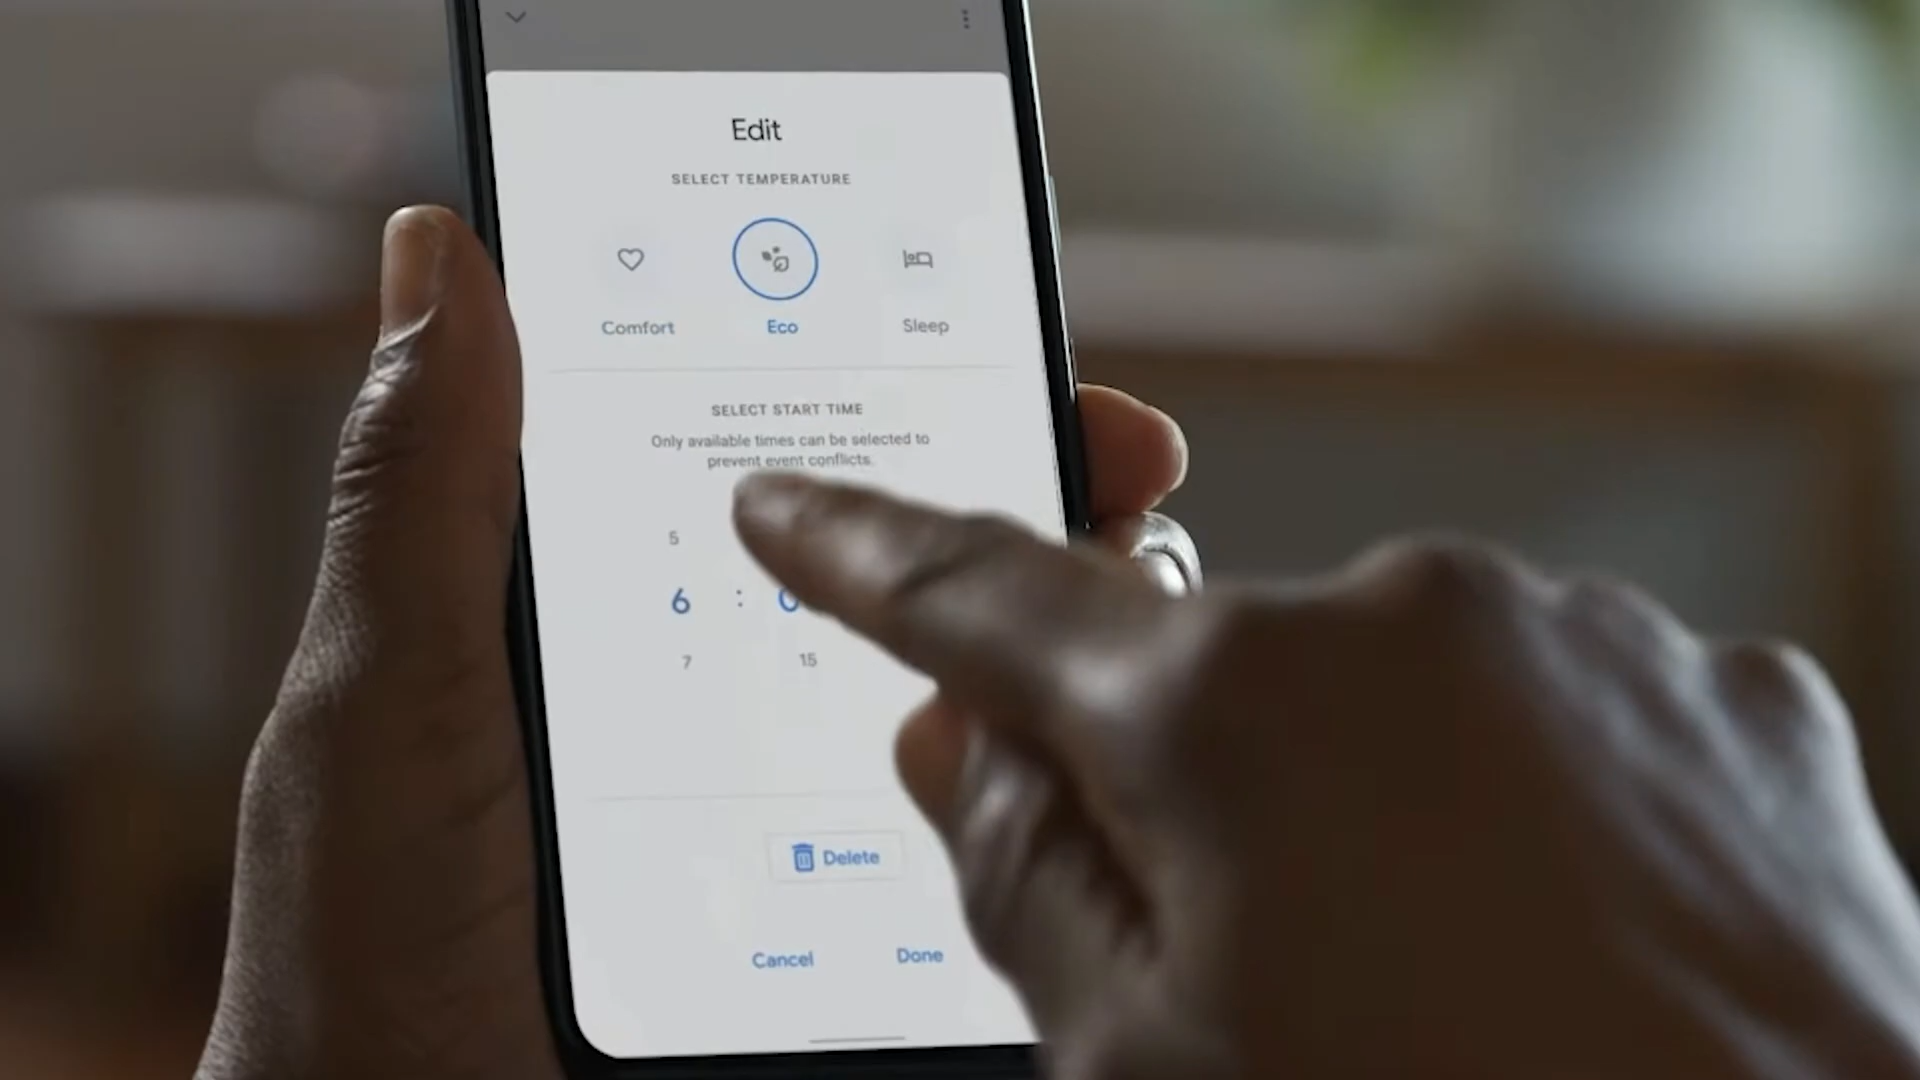 Edit
SELECT TEMPERATURE
Comfort Eco Sleep
SELECT START TIME
Only available times can be selected to
prevent event conflicts.
5
6 : 0
7 15
Delete
Cancel Done